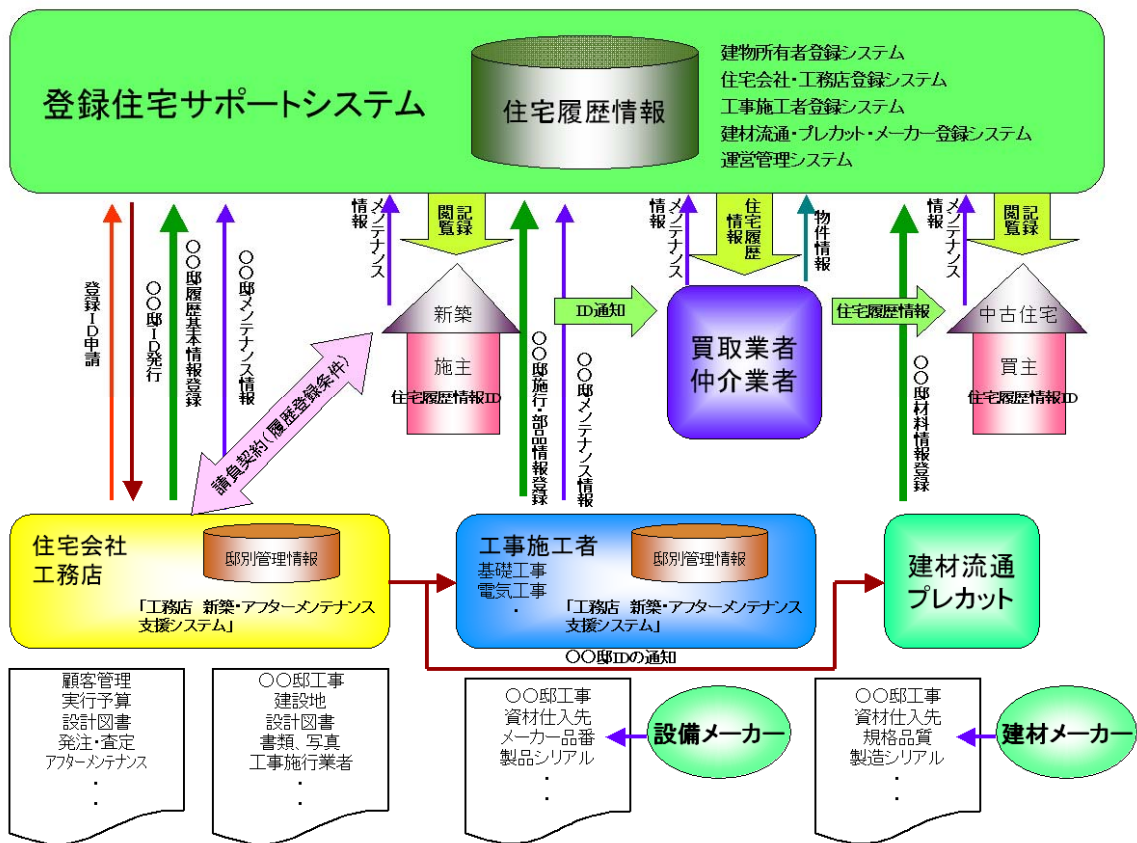 登録住宅サポートシステム
住宅履歴情報
建物所有者登録システム
住宅会社・工務店登録システム
工事施工者登録システム
建材流通・プレカット・メーカー登録システム
運営管理システム
登録ID申請
〇〇邸ID発行
〇〇邸履歴基本情報登録
〇〇邸メンテナンス情報
メンテナンス
情報
記録
閲覧
〇〇邸施行・部品情報登録
〇〇邸メンテナンス情報
メンテナンス
情報
住宅履歴
情報
物件情報
〇〇邸材料情報登録
メンテナンス
情報
記録
閲覧
新築
施主
住宅履歴情報ID
ID通知
買取業者
仲介業者
住宅履歴情報
中古住宅
買主
住宅履歴情報ID
請負契約(履歴登録条件)
住宅会社
工務店
邸別管理情報
「工務店 新築・アフターメンテナンス
支援システム」
工事施工者
基礎工事
電気工事
・
邸別管理情報
「工務店 新築・アフターメンテナンス
支援システム」
建材流通
プレカット
〇〇邸IDの通知
顧客管理
実行予算
設計図書
発注・査定
アフターメンテナンス
・
・
〇〇邸工事
建設地
設計図書
書類、写真
工事施行業者
・
・
〇〇邸工事
資材仕入先
メーカー品番
製品シリアル
・
・
設備メーカー
〇〇邸工事
資材仕入先
規格品質
製造シリアル
・
・
建材メーカー